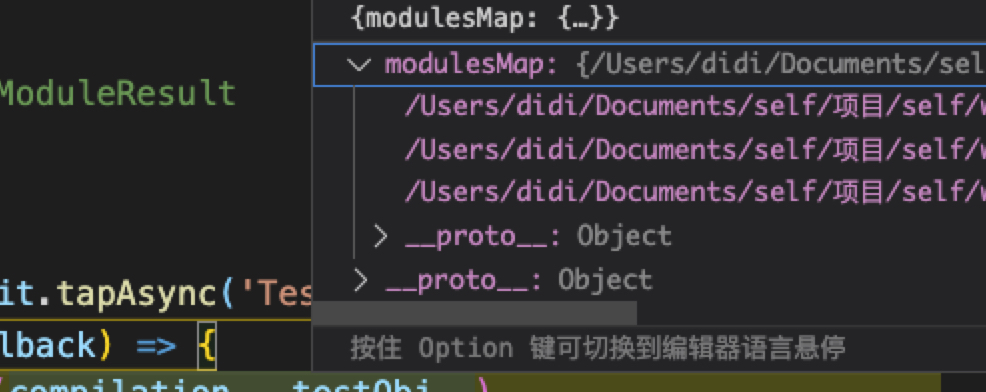 {modulesMap: {…}}
modulesMap: {/Users/didi/Documents/sel
ModuleResult
/Users/didi/Documents/self/项目/self/w
/Users/didi/Documents/self/项目/self/w
/Users/didi/Documents/self/项目/self/w
__proto__: Object
__proto__: Object
it.tapAsync('Tes
lback) => {
按住 Option 键可切换到编辑器语言悬停
(compilation testObj )